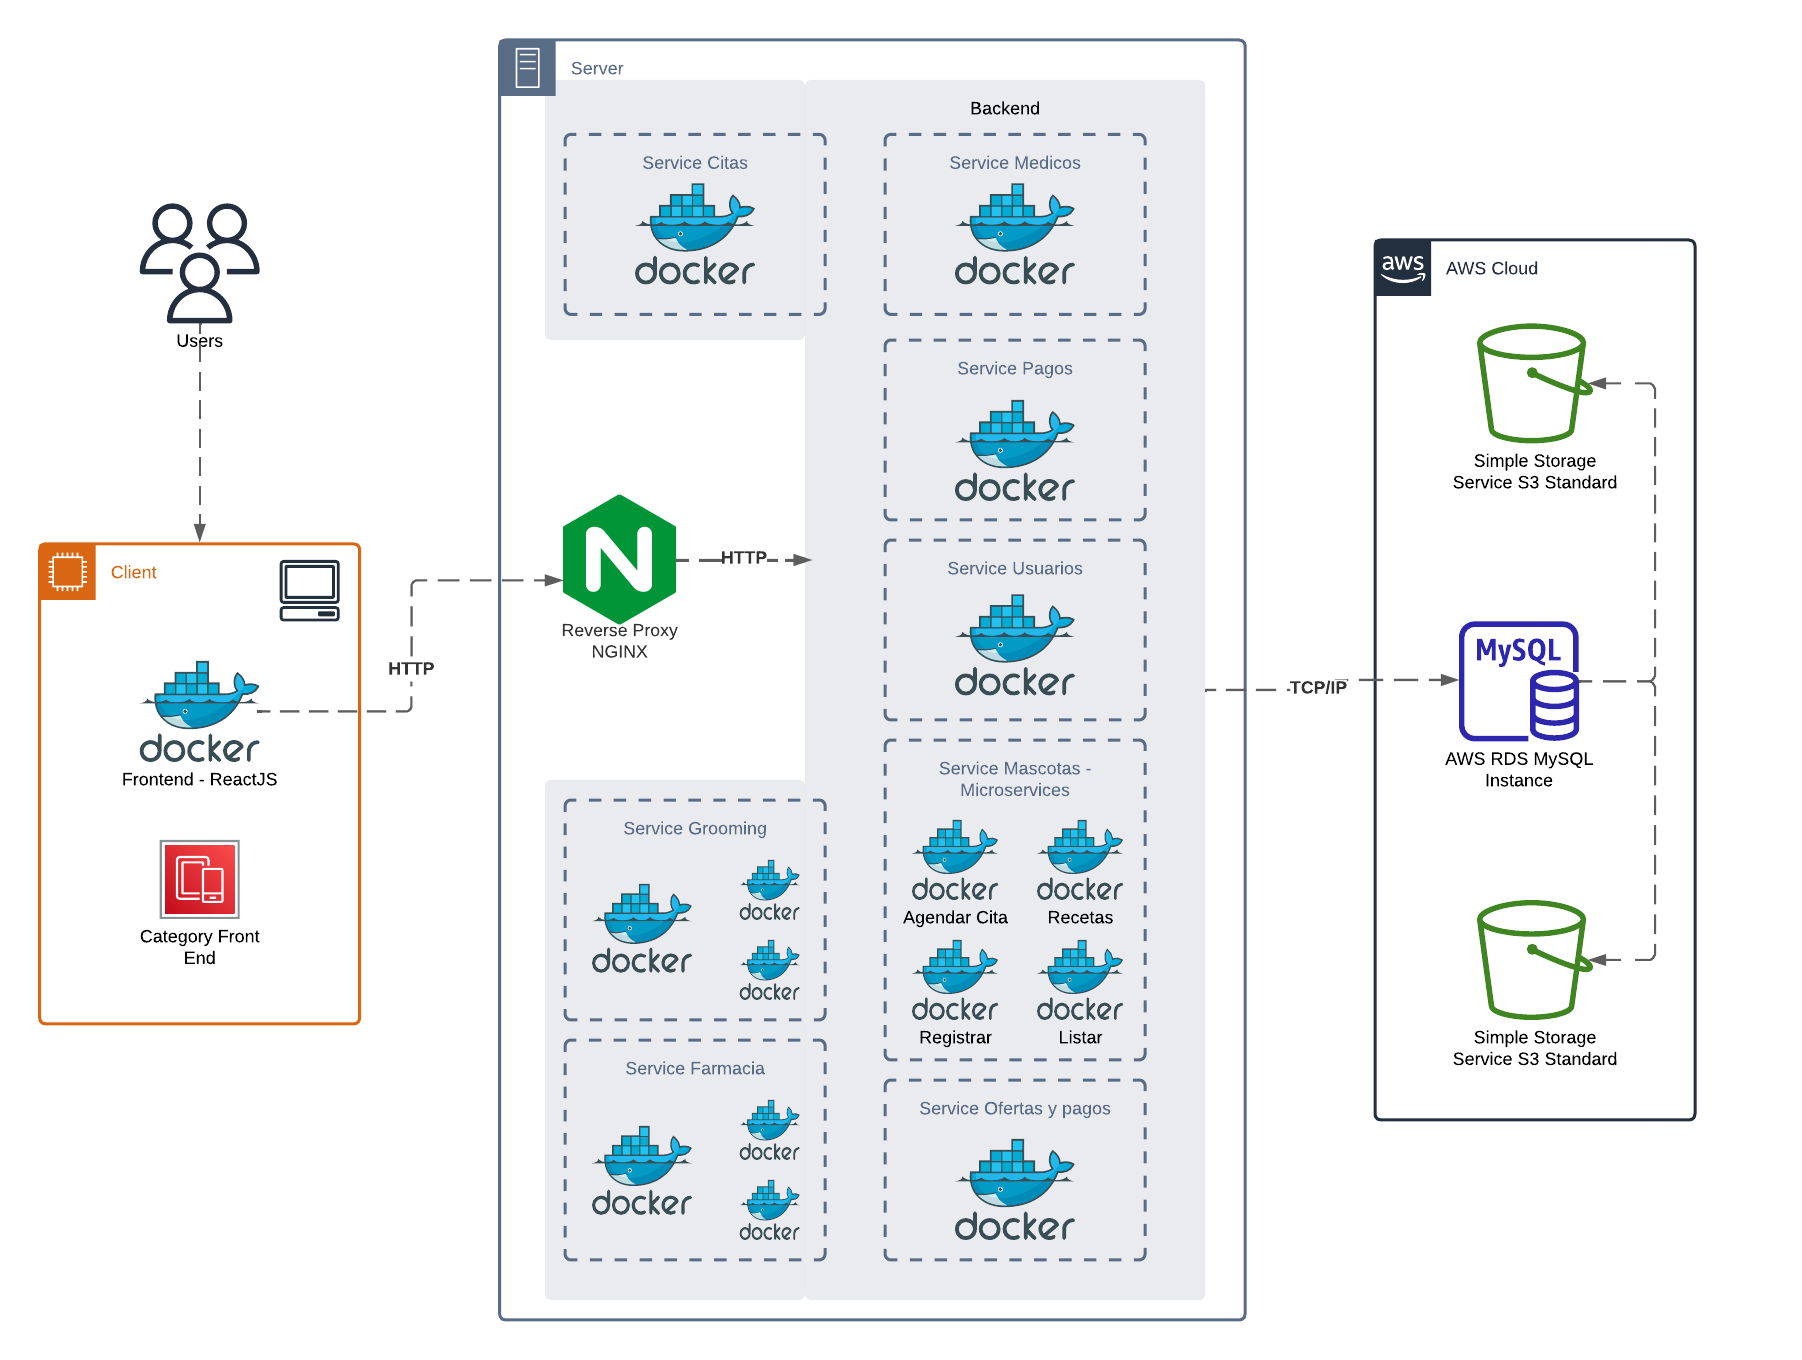 Users
Client
docker
Frontend - ReactJS
Category Front
End
HTTP
Server
Backend
Service Citas
docker
Service Medicos
docker
Service Pagos
docker
Reverse Proxy
NGINX
HTTP
Service Usuarios
docker
Service Mascotas -
Microservices
docker
Agendar Cita
docker
Recetas
docker
Registrar
docker
Listar
Service Grooming
docker
docker
docker
Service Farmacia
docker
docker
docker
Service Ofertas y pagos
docker
TCP/IP
aws
AWS Cloud
Simple Storage
Service S3 Standard
MySQL
AWS RDS MySQL
Instance
Simple Storage
Service S3 Standard